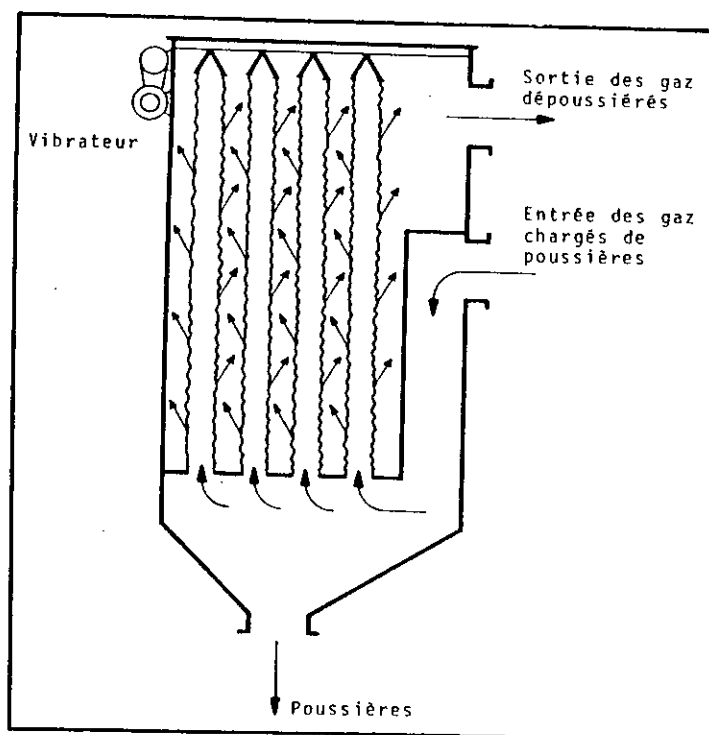 Sortie des gaz
dépoussiérés
Vibrateur
Entrée des gaz
chargés de
poussières
Poussières